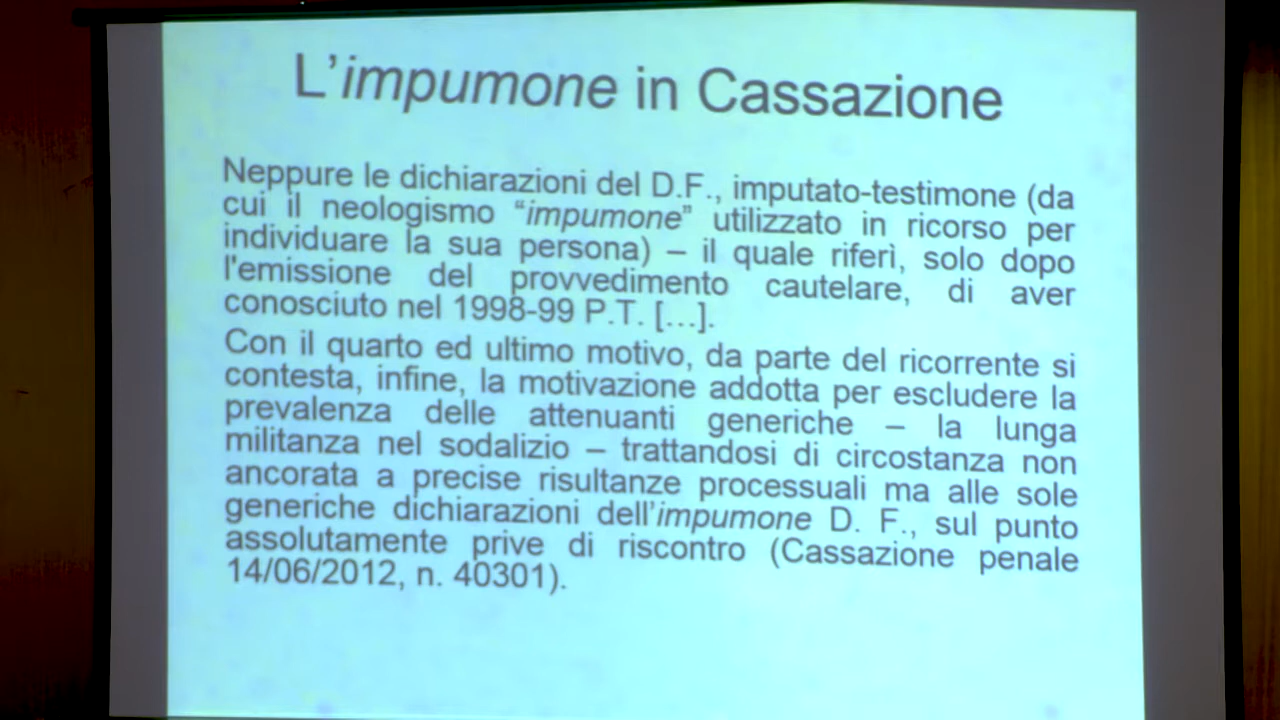 L'impumone in Cassazione
Neppure le dichiarazioni del D.F., imputato-testimone (da
cui il neologismo “impumone” utilizzato in ricorso per
individuare la sua persona) – il quale riferì, solo dopo
l'emissione del provvedimento cautelare, di aver
conosciuto nel 1998-99 P.T. [...].
Con il quarto ed ultimo motivo, da parte del ricorrente si
contesta, infine, la motivazione addotta per escludere la
prevalenza delle attenuanti generiche – la lunga
militanza nel sodalizio – trattandosi di circostanza non
ancorata a precise risultanze processuali ma alle sole
generiche dichiarazioni dell'impumone D. F., sul punto
assolutamente prive di riscontro (Cassazione penale
14/06/2012, n. 40301).